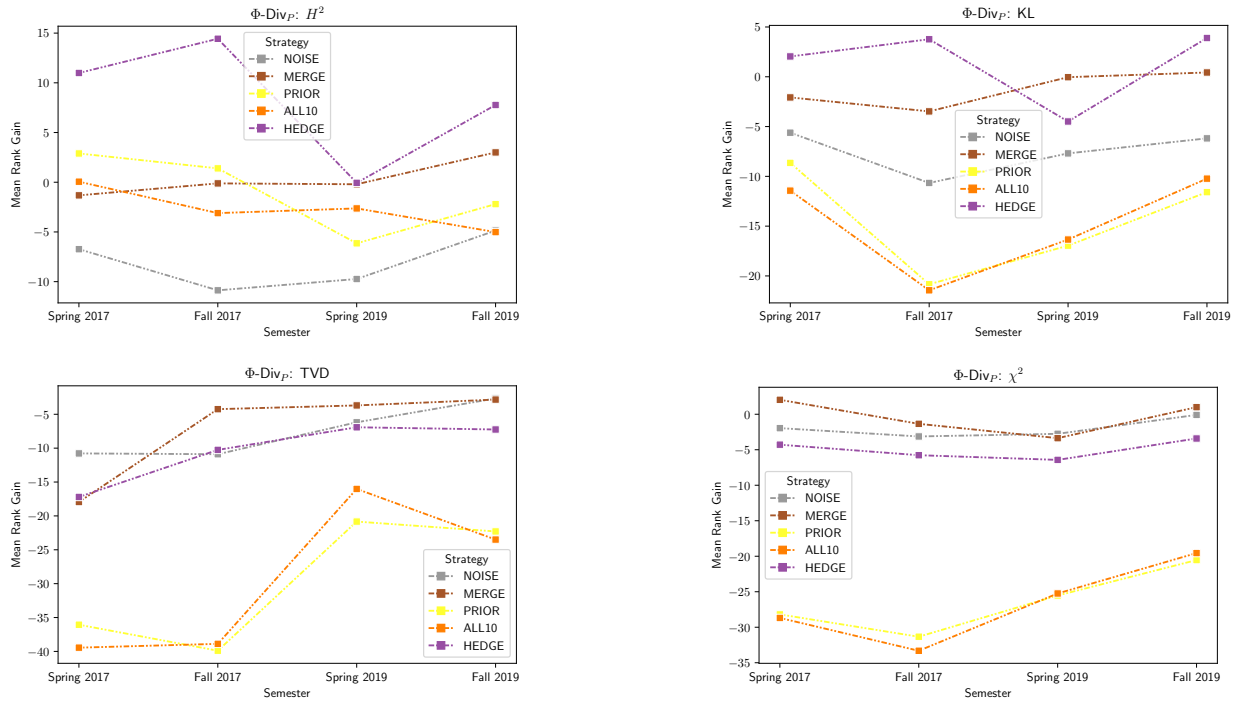 Φ-Div_P: H²
Mean Rank Gain
15
10
5
0
−5
−10
Strategy
NOISE
MERGE
PRIOR
ALL10
HEDGE
Spring 2017
Fall 2017
Spring 2019
Fall 2019
Semester
Φ-Div_P: KL
Mean Rank Gain
5
0
−5
−10
−15
−20
Strategy
NOISE
MERGE
PRIOR
ALL10
HEDGE
Spring 2017
Fall 2017
Spring 2019
Fall 2019
Semester
Φ-Div_P: TVD
Mean Rank Gain
−5
−10
−15
−20
−25
−30
−35
−40
Strategy
NOISE
MERGE
PRIOR
ALL10
HEDGE
Spring 2017
Fall 2017
Spring 2019
Fall 2019
Semester
Φ-Div_P: χ²
Mean Rank Gain
0
−5
−10
−15
−20
−25
−30
−35
Strategy
NOISE
MERGE
PRIOR
ALL10
HEDGE
Spring 2017
Fall 2017
Spring 2019
Fall 2019
Semester